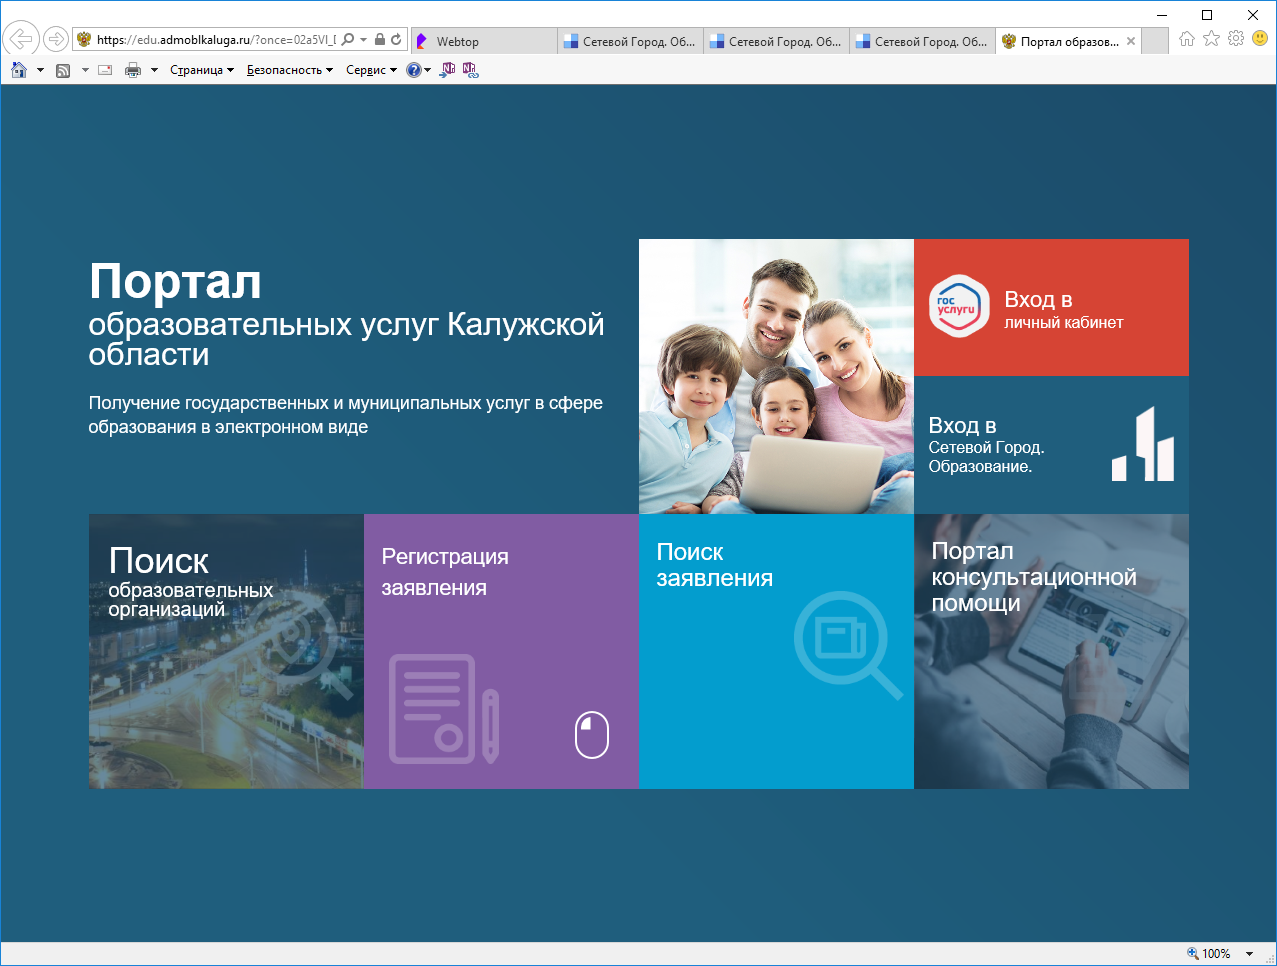 https://edu.admoblkaluga.ru/?once=02a5VI_
Webtop
Сетевой Город. Об...
Сетевой Город. Об...
Сетевой Город. Об...
Портал образов...
Страница
Безопасность
Сервис
Портал
образовательных услуг Калужской
области
Получение государственных и муниципальных услуг в сфере
образования в электронном виде
гос
услуги
Вход в
личный кабинет
Вход в
Сетевой Город.
Образование.
Поиск
образовательных
организаций
Регистрация
заявления
Поиск
заявления
Портал
консультационной
помощи
100%